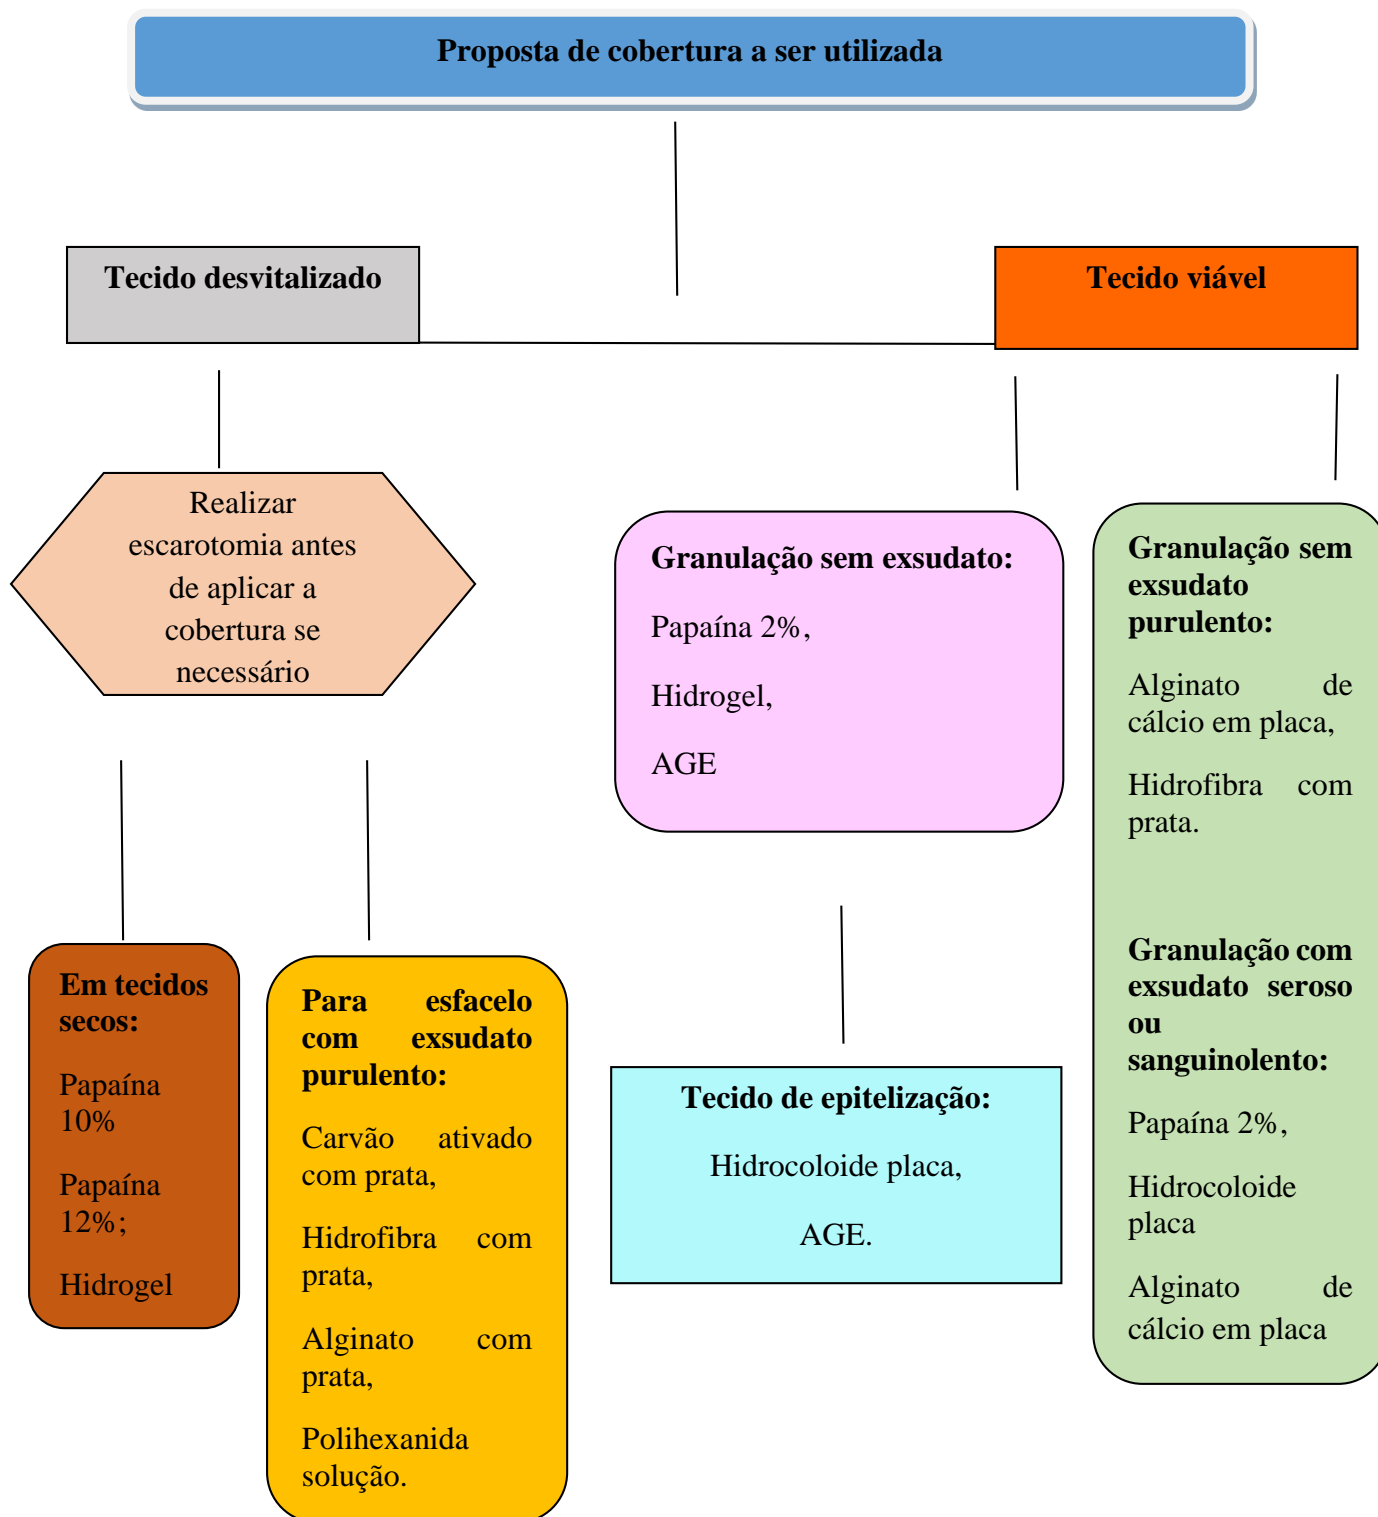 Proposta de cobertura a ser utilizada
Tecido desvitalizado
Tecido viável
Realizar
escarotomia antes
de aplicar a
cobertura se
necessário
Granulação sem exsudato:
Papaína 2%,
Hidrogel,
AGE
Granulação sem
exsudato
purulento:
Alginato de
cálcio em placa,
Hidrofibra com
prata.
Granulação com
exsudato seroso
ou
sanguinolento:
Papaína 2%,
Hidrocoloide
placa
Alginato de
cálcio em placa
Em tecidos
secos:
Papaína
10%
Papaína
12%;
Hidrogel
Para esfacelo
com exsudato
purulento:
Carvão ativado
com prata,
Hidrofibra com
prata,
Alginato com
prata,
Polihexanida
solução.
Tecido de epitelização:
Hidrocoloide placa,
AGE.